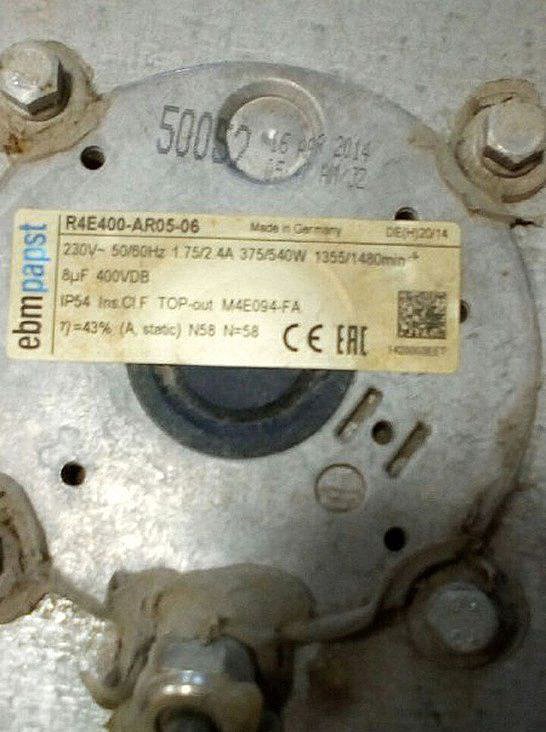 50052 16 APR 2014
R4E400-AR05-06 Made in Germany DE(H)20/14
ebmpapst
230V~ 50/60Hz 1.75/2.4A 375/540W 1355/1480min⁻¹
8µF 400VDB
IP54 Ins.Cl.F TOP-out M4E094-FA
η=43% (A, static) N58 N=58 CE EAC